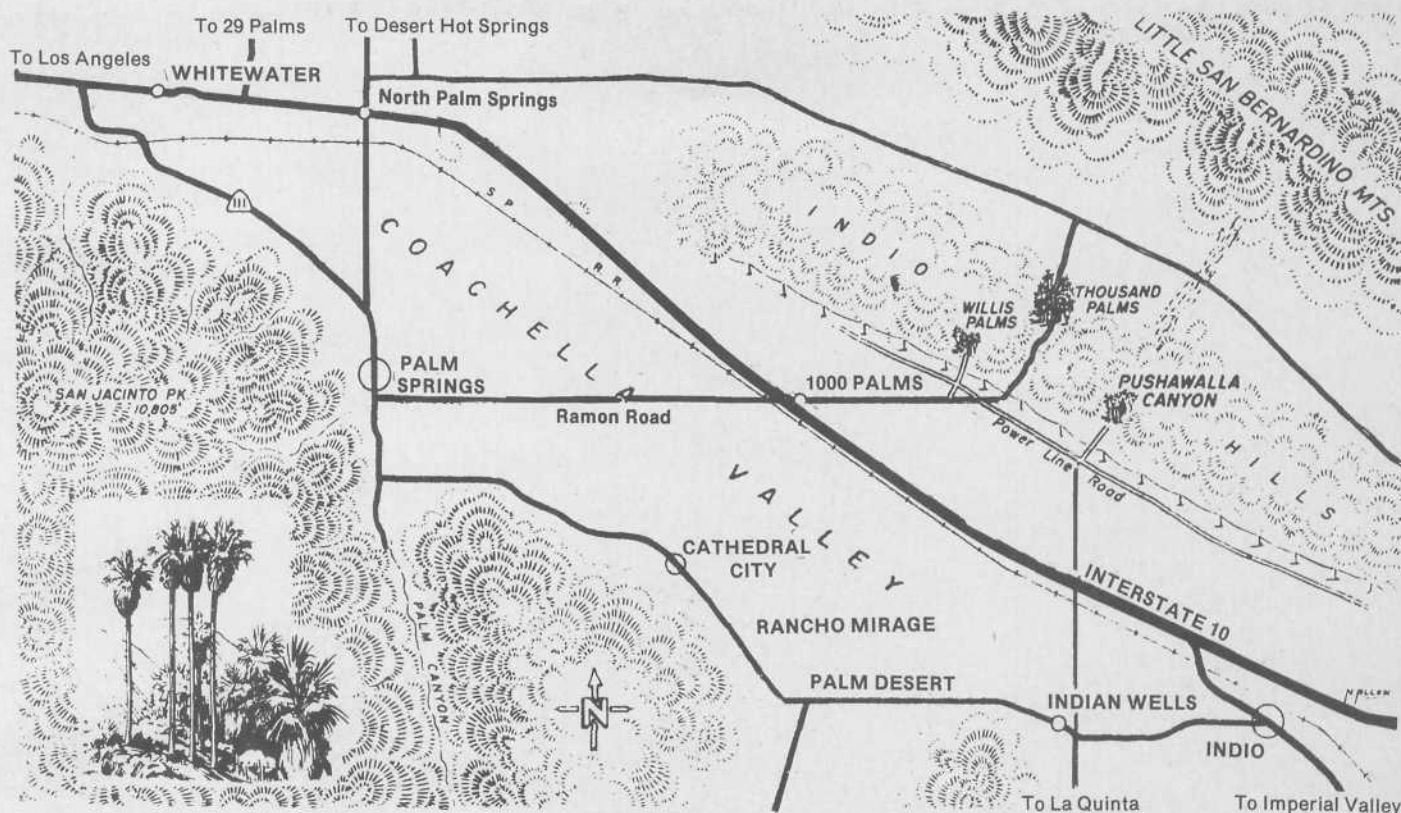 To 29 Palms
To Desert Hot Springs
To Los Angeles
WHITEWATER
North Palm Springs
LITTLE SAN BERNARDINO MTS
111
S P R R
COACHELLA
INDIO
WILLIS
PALMS
THOUSAND
PALMS
PALM
SPRINGS
1000 PALMS
PUSHAWALLA
CANYON
SAN JACINTO PK
10,805'
Ramon Road
Power Line Road
HILLS
VALLEY
CATHEDRAL
CITY
PALM CANYON
INTERSTATE 10
RANCHO MIRAGE
N
PALM DESERT
N. ALLEN
INDIAN WELLS
INDIO
To La Quinta
To Imperial Valley